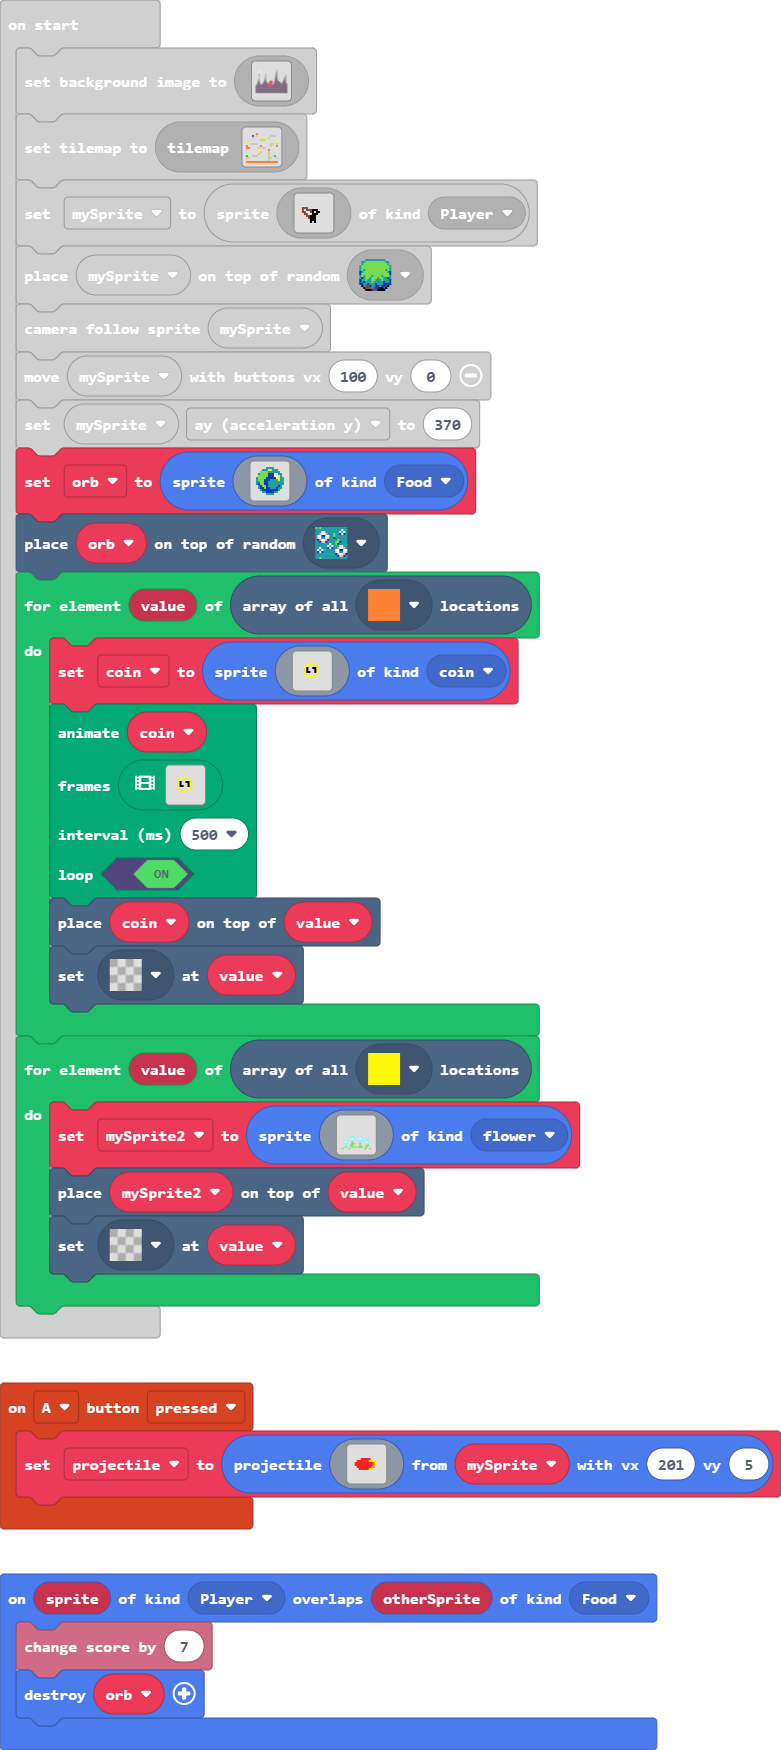 on start
set background image to
set tilemap to tilemap
set mySprite to sprite of kind Player
place mySprite on top of random
camera follow sprite mySprite
move mySprite with buttons vx 100 vy 0
set mySprite ay (acceleration y) to 370
set orb to sprite of kind Food
place orb on top of random
for element value of array of all locations
do
set coin to sprite of kind coin
animate coin
frames
interval (ms) 500
loop ON
place coin on top of value
set at value
for element value of array of all locations
do
set mySprite2 to sprite of kind flower
place mySprite2 on top of value
set at value
on A button pressed
set projectile to projectile from mySprite with vx 201 vy 5
on sprite of kind Player overlaps otherSprite of kind Food
change score by 7
destroy orb